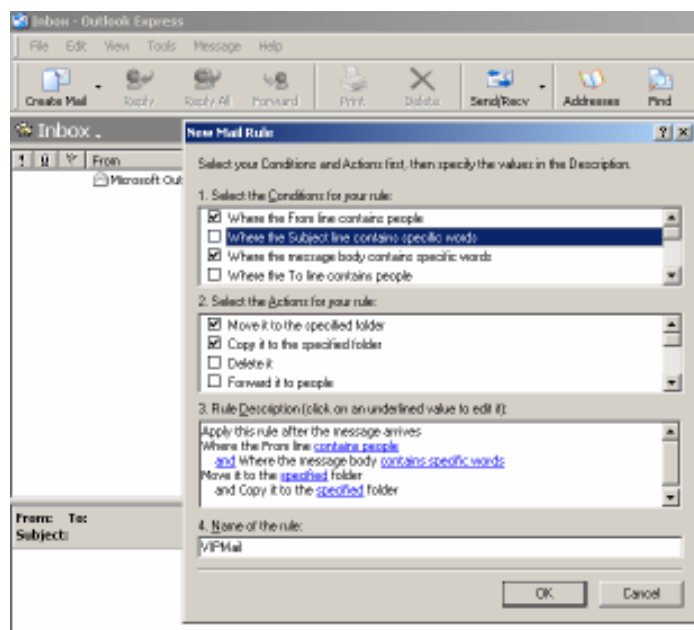 Inbox - Outlook Express
File Edit View Tools Message Help
Create Mail Reply Reply All Forward Print Delete Send/Recv Addresses Find
Inbox
! From
Microsoft Out
New Mail Rule
Select your Conditions and Actions first, then specify the values in the Description.
1. Select the Conditions for your rule:
Where the From line contains people
Where the Subject line contains specific words
Where the message body contains specific words
Where the To line contains people
2. Select the Actions for your rule:
Move it to the specified folder
Copy it to the specified folder
Delete it
Forward it to people
3. Rule Description (click on an underlined value to edit it):
Apply this rule after the message arrives
Where the From line contains people
and Where the message body contains specific words
Move it to the specified folder
and Copy it to the specified folder
From: To:
Subject:
4. Name of the rule:
VIPMail
OK Cancel